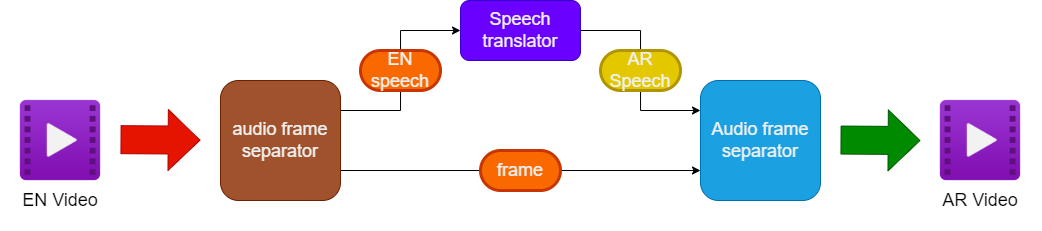 Speech
translator
EN
speech
AR
Speech
audio frame
separator
Audio frame
separator
frame
EN Video
AR Video